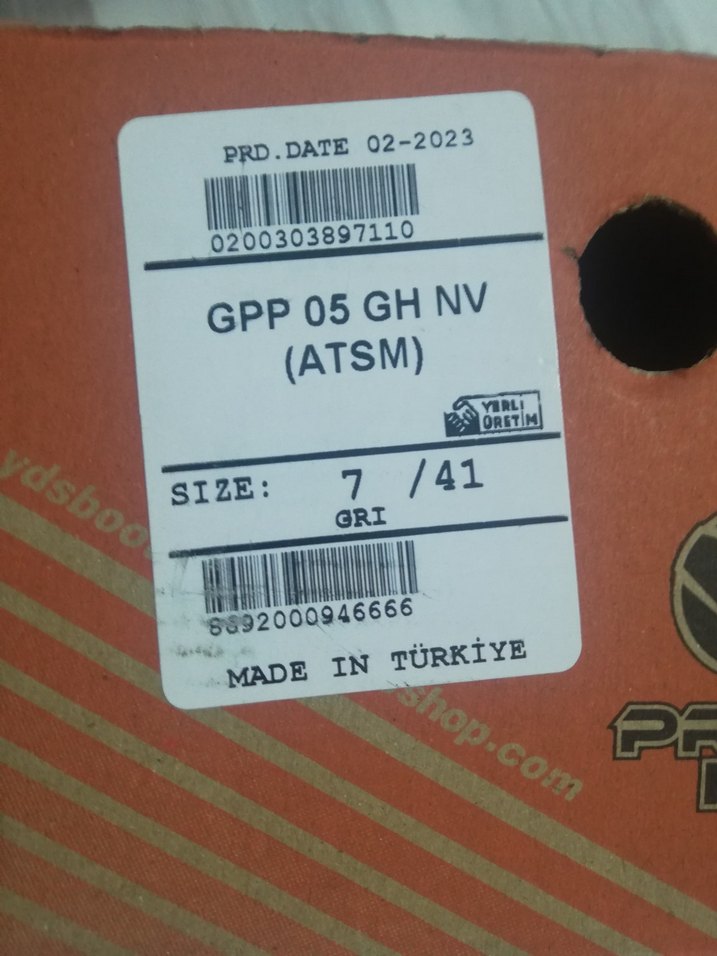 PRD.DATE 02-2023
0200303897110
GPP 05 GH NV
(ATSM)
YERLİ
ÜRETİM
SIZE: 7 /41
GRI
8692000946666
MADE IN TÜRKİYE
ydsboo
shop.com